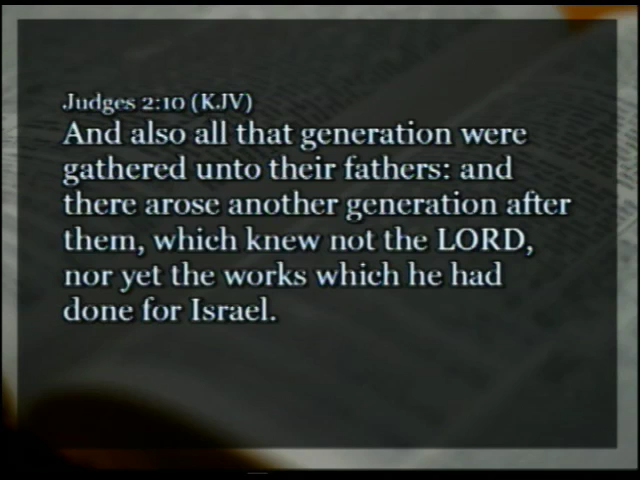 Judges 2:10 (KJV)
And also all that generation were
gathered unto their fathers: and
there arose another generation after
them, which knew not the LORD,
nor yet the works which he had
done for Israel.